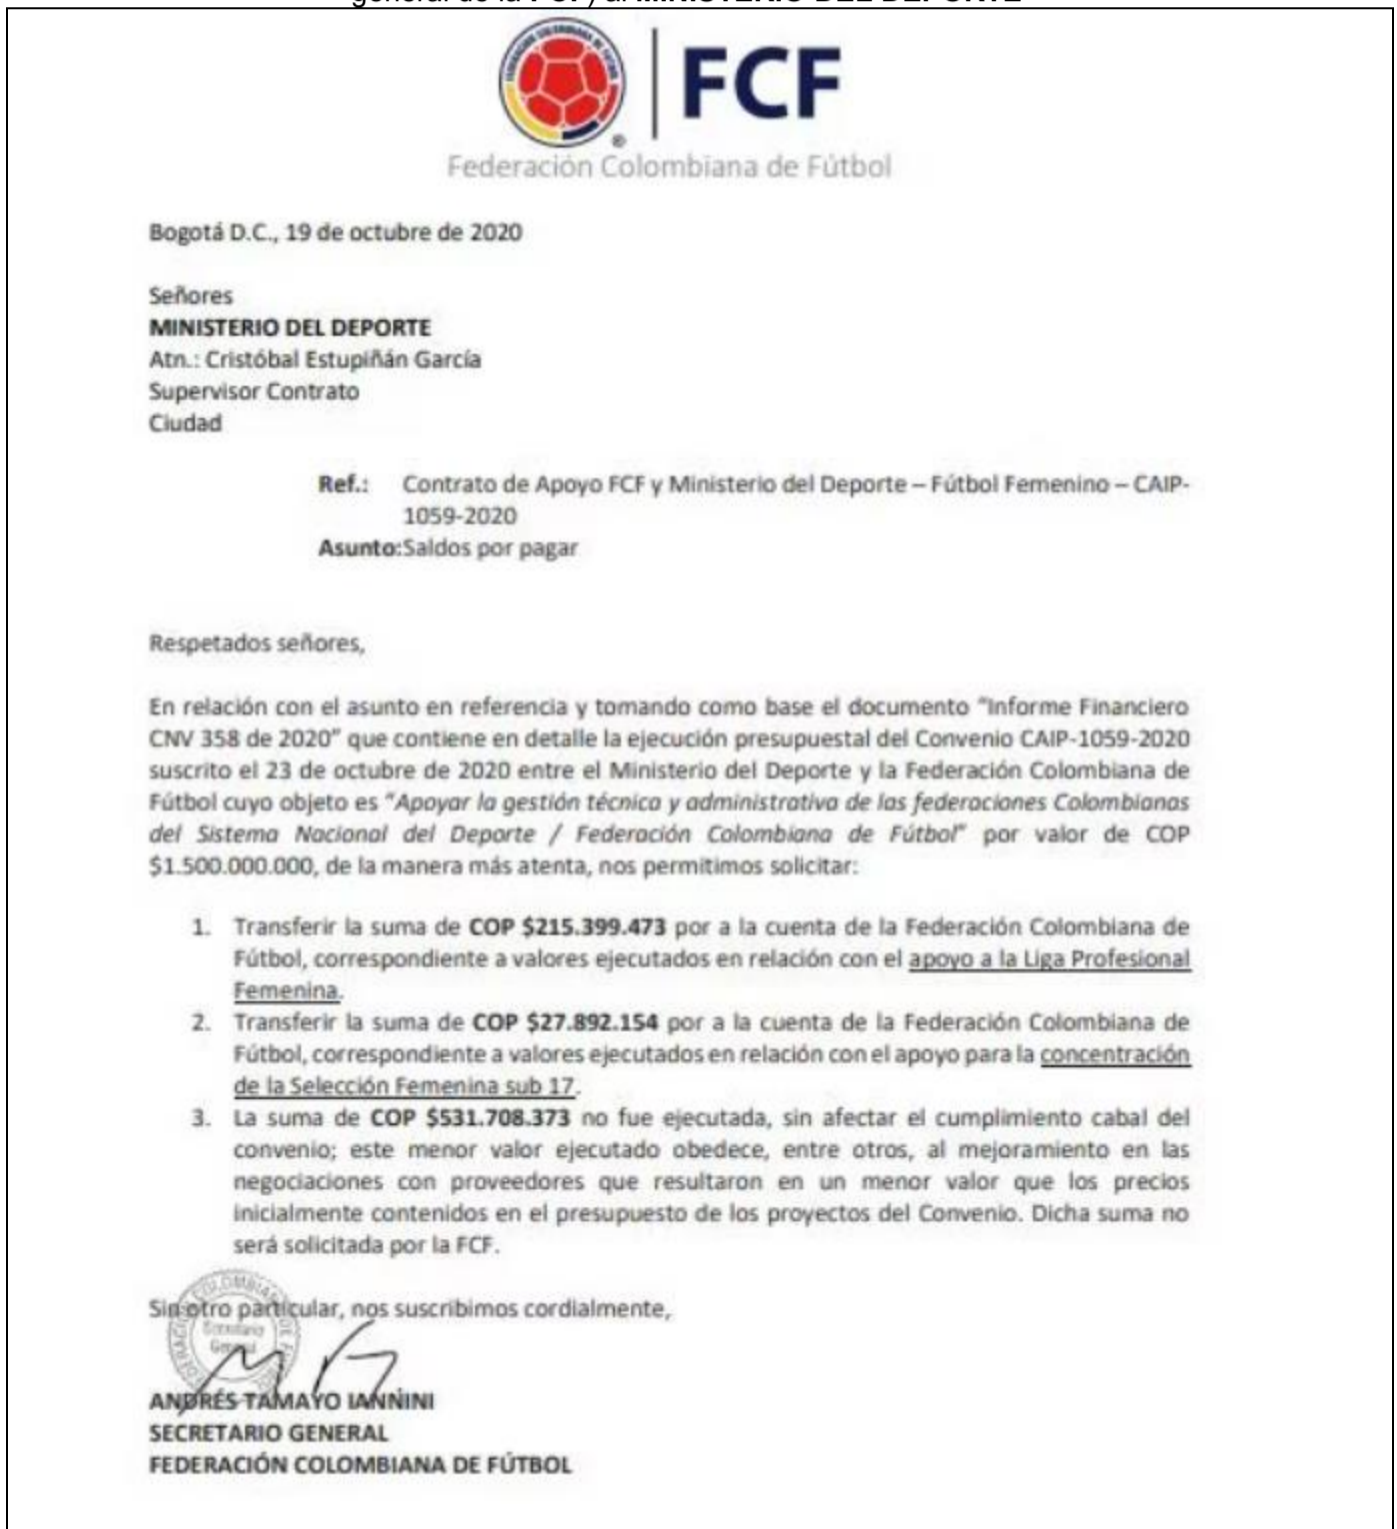 general de la FCF, al MINISTERIO DEL DEPORTE
FCF
Federación Colombiana de Fútbol
Bogotá D.C., 19 de octubre de 2020
Señores
MINISTERIO DEL DEPORTE
Atn.: Cristóbal Estupiñán García
Supervisor Contrato
Ciudad
Ref.: Contrato de Apoyo FCF y Ministerio del Deporte – Fútbol Femenino – CAIP-
1059-2020
Asunto:Saldos por pagar
Respetados señores,
En relación con el asunto en referencia y tomando como base el documento "Informe Financiero
CNV 358 de 2020" que contiene en detalle la ejecución presupuestal del Convenio CAIP-1059-2020
suscrito el 23 de octubre de 2020 entre el Ministerio del Deporte y la Federación Colombiana de
Fútbol cuyo objeto es "Apoyar la gestión técnica y administrativa de las federaciones Colombianas
del Sistema Nacional del Deporte / Federación Colombiana de Fútbol" por valor de COP
$1.500.000.000, de la manera más atenta, nos permitimos solicitar:
1. Transferir la suma de COP $215.399.473 por a la cuenta de la Federación Colombiana de
Fútbol, correspondiente a valores ejecutados en relación con el apoyo a la Liga Profesional
Femenina.
2. Transferir la suma de COP $27.892.154 por a la cuenta de la Federación Colombiana de
Fútbol, correspondiente a valores ejecutados en relación con el apoyo para la concentración
de la Selección Femenina sub 17.
3. La suma de COP $531.708.373 no fue ejecutada, sin afectar el cumplimiento cabal del
convenio; este menor valor ejecutado obedece, entre otros, al mejoramiento en las
negociaciones con proveedores que resultaron en un menor valor que los precios
inicialmente contenidos en el presupuesto de los proyectos del Convenio. Dicha suma no
será solicitada por la FCF.
Sin otro particular, nos suscribimos cordialmente,
Secretario
General
ANDRÉS TAMAYO IANNINI
SECRETARIO GENERAL
FEDERACIÓN COLOMBIANA DE FÚTBOL